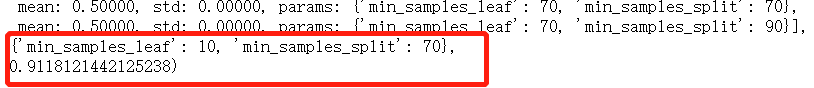 mean: 0.50000, std: 0.00000, params: {'min_samples_leaf': 70, 'min_samples_split': 70},
mean: 0.50000, std: 0.00000, params: {'min_samples_leaf': 70, 'min_samples_split': 90}],
{'min_samples_leaf': 10, 'min_samples_split': 70},
0.9118121442125238)